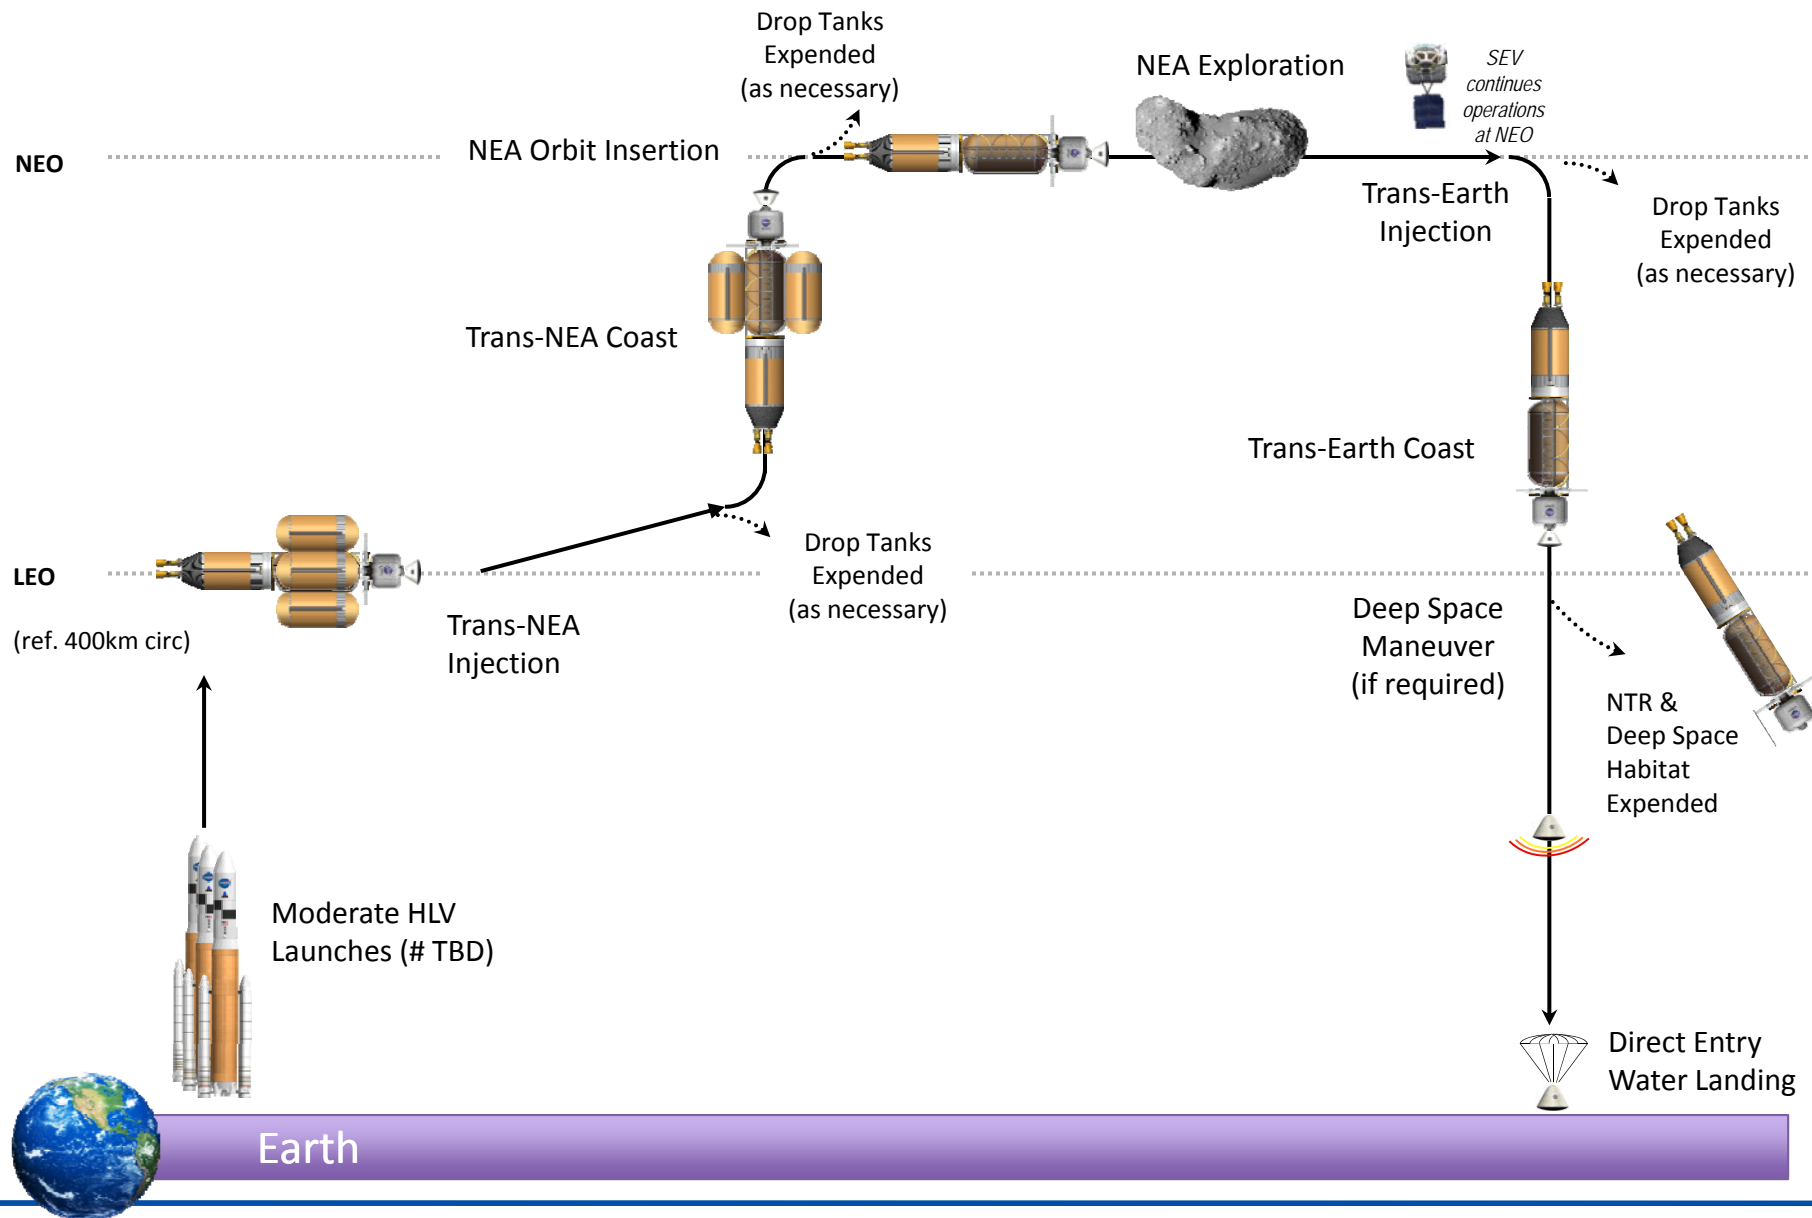 Drop Tanks
Expended
(as necessary)
NEA Exploration
SEV
continues
operations
at NEO
NEO
NEA Orbit Insertion
Trans-Earth
Injection
Drop Tanks
Expended
(as necessary)
Trans-NEA Coast
Trans-Earth Coast
Drop Tanks
Expended
(as necessary)
LEO
(ref. 400km circ)
Trans-NEA
Injection
Deep Space
Maneuver
(if required)
NTR &
Deep Space
Habitat
Expended
Moderate HLV
Launches (# TBD)
Direct Entry
Water Landing
Earth